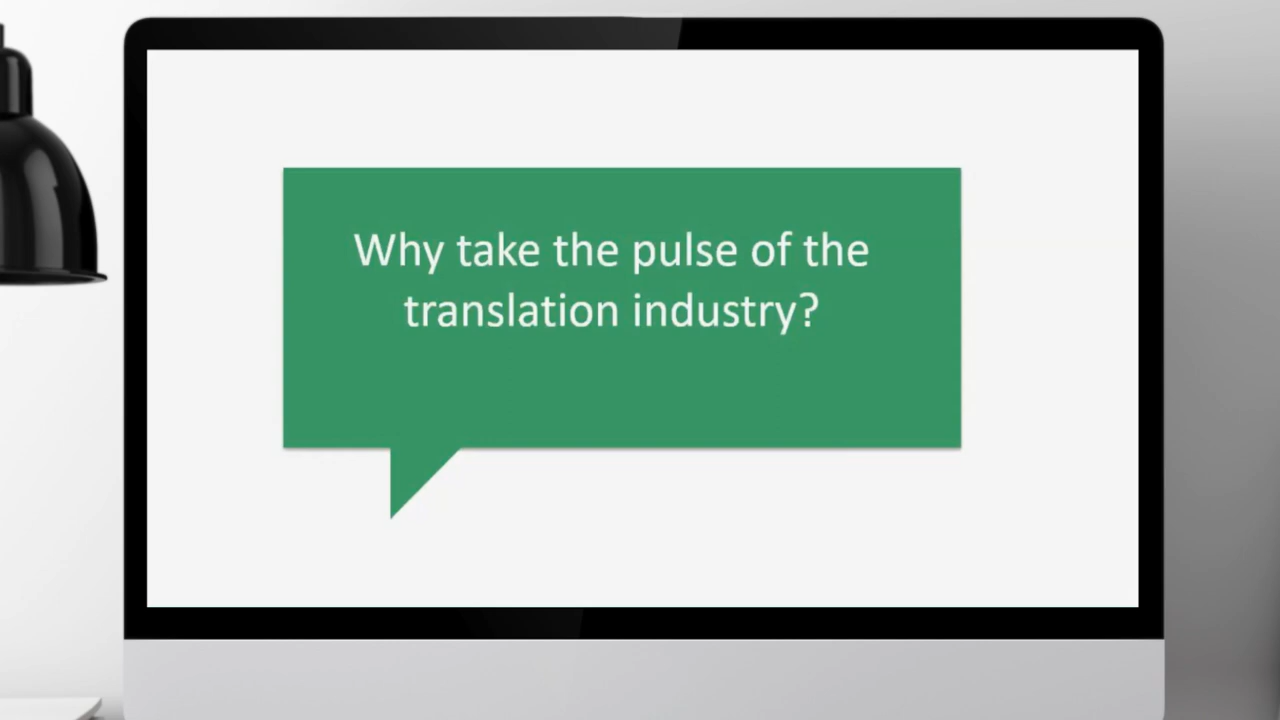 Why take the pulse of the
translation industry?